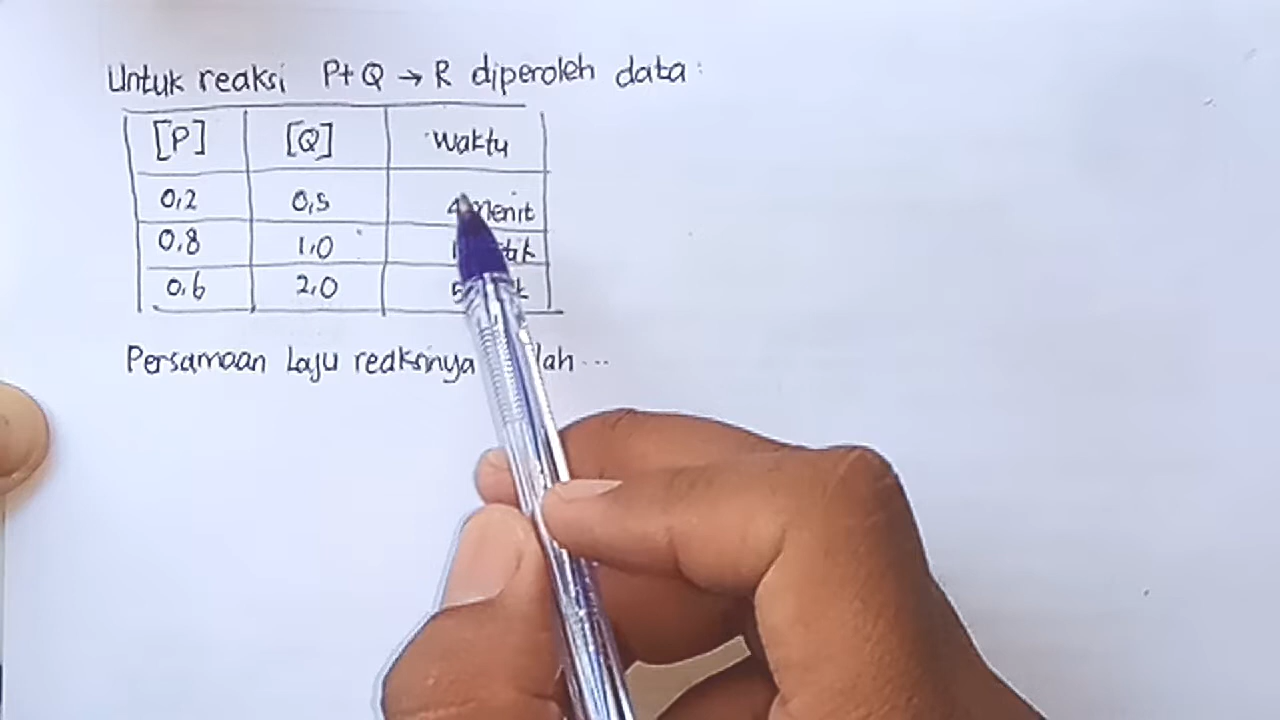 Untuk reaksi P+Q → R diperoleh data:
[P] [Q] Waktu
0,2 0,5
0,8 1,0
0,6 2,0
Persamaan Laju reaksinya ...